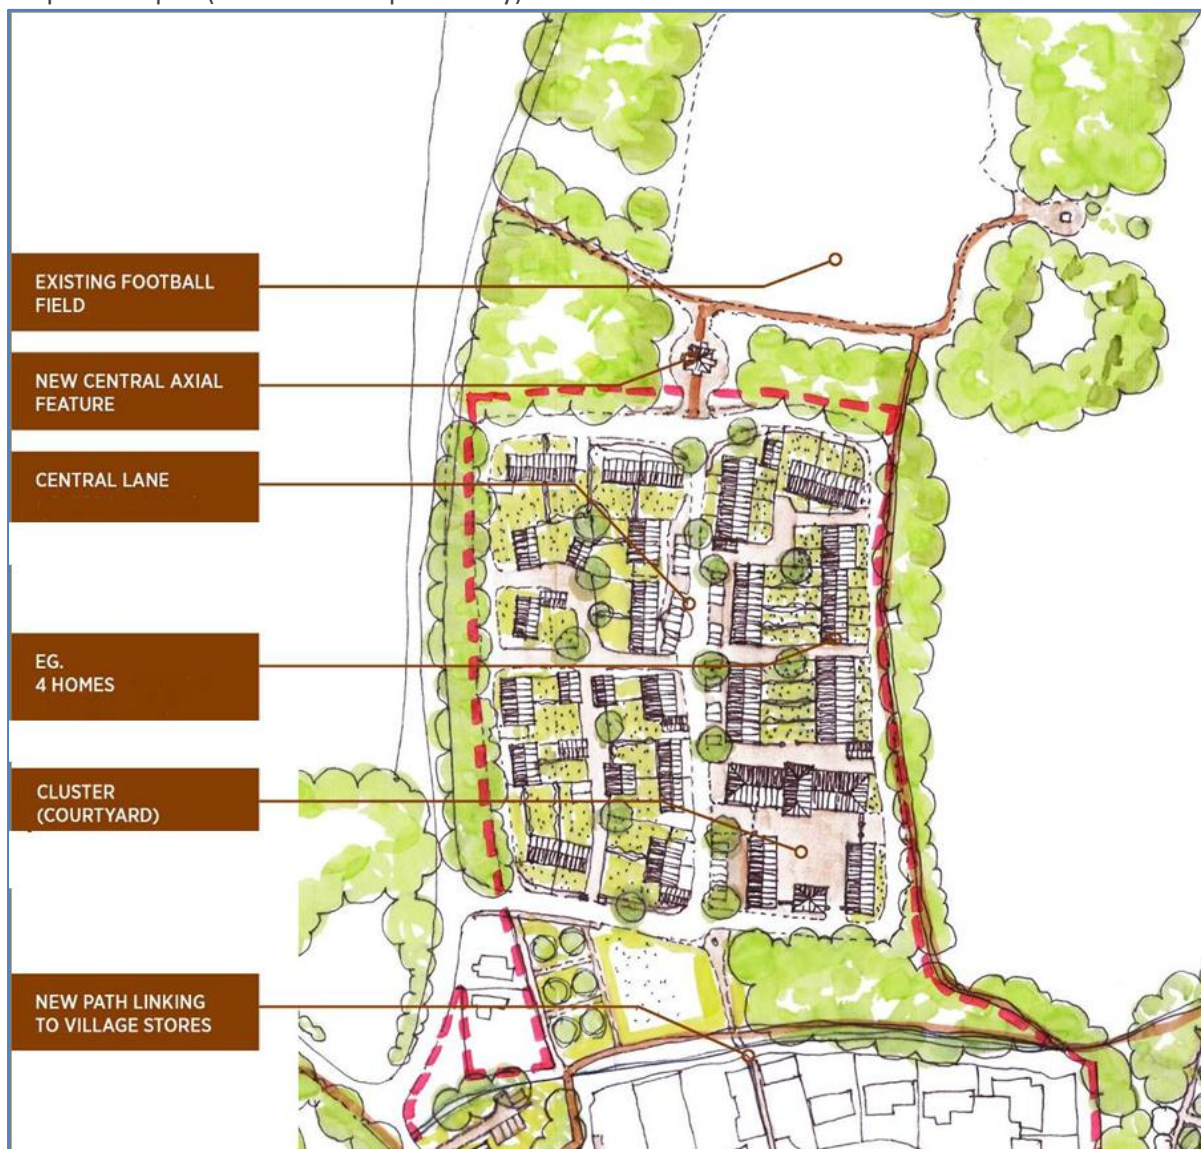 EXISTING FOOTBALL
FIELD
NEW CENTRAL AXIAL
FEATURE
CENTRAL LANE
EG.
4 HOMES
CLUSTER
(COURTYARD)
NEW PATH LINKING
TO VILLAGE STORES